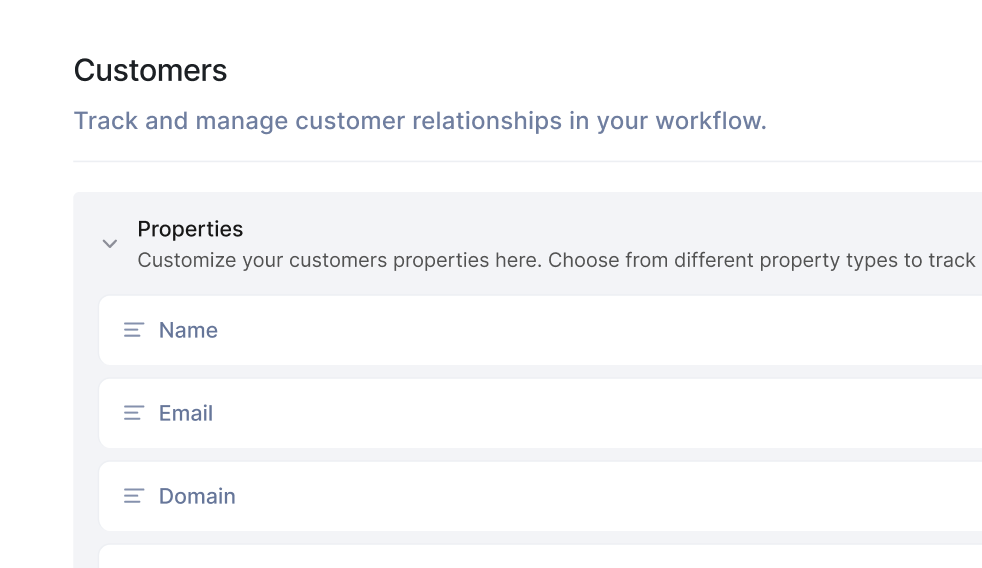 Customers
Track and manage customer relationships in your workflow.
Properties
Customize your customers properties here. Choose from different property types to track
Name
Email
Domain